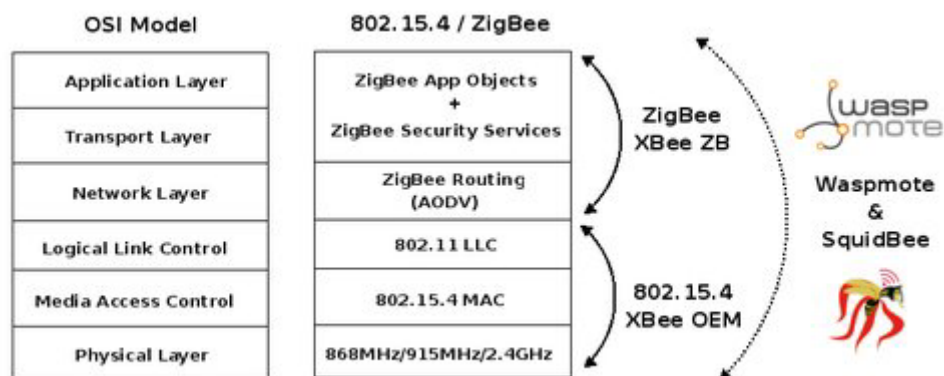 OSI Model
802.15.4 / ZigBee
Application Layer
Transport Layer
Network Layer
Logical Link Control
Media Access Control
Physical Layer
ZigBee App Objects
+
ZigBee Security Services
ZigBee Routing
(AODV)
802.11 LLC
802.15.4 MAC
868MHz/915MHz/2.4GHz
ZigBee
XBee ZB
802.15.4
XBee OEM
wasp
mote
Waspmote
&
SquidBee